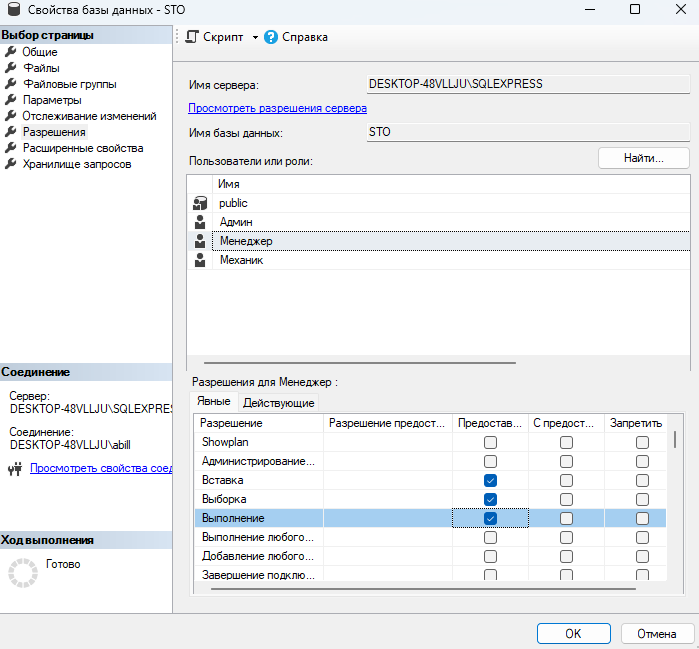 Свойства базы данных - STO
Выбор страницы
Общие
Файлы
Файловые группы
Параметры
Отслеживание изменений
Разрешения
Расширенные свойства
Хранилище запросов
Соединение
Сервер:
DESKTOP-48VLLJU\SQLEXPRES
Соединение:
DESKTOP-48VLLJU\abill
Просмотреть свойства соед
Ход выполнения
Готово
Скрипт
Справка
Имя сервера:
DESKTOP-48VLLJU\SQLEXPRESS
Просмотреть разрешения сервера
Имя базы данных:
STO
Пользователи или роли:
Найти...
Имя
public
Админ
Менеджер
Механик
Разрешения для Менеджер :
Явные
Действующие
Разрешение Разрешение предост... Предостав... С предост... Запретить
Showplan
Администрирование...
Вставка
Выборка
Выполнение
Выполнение любого...
Добавление любого...
Завершение подклю...
OK
Отмена